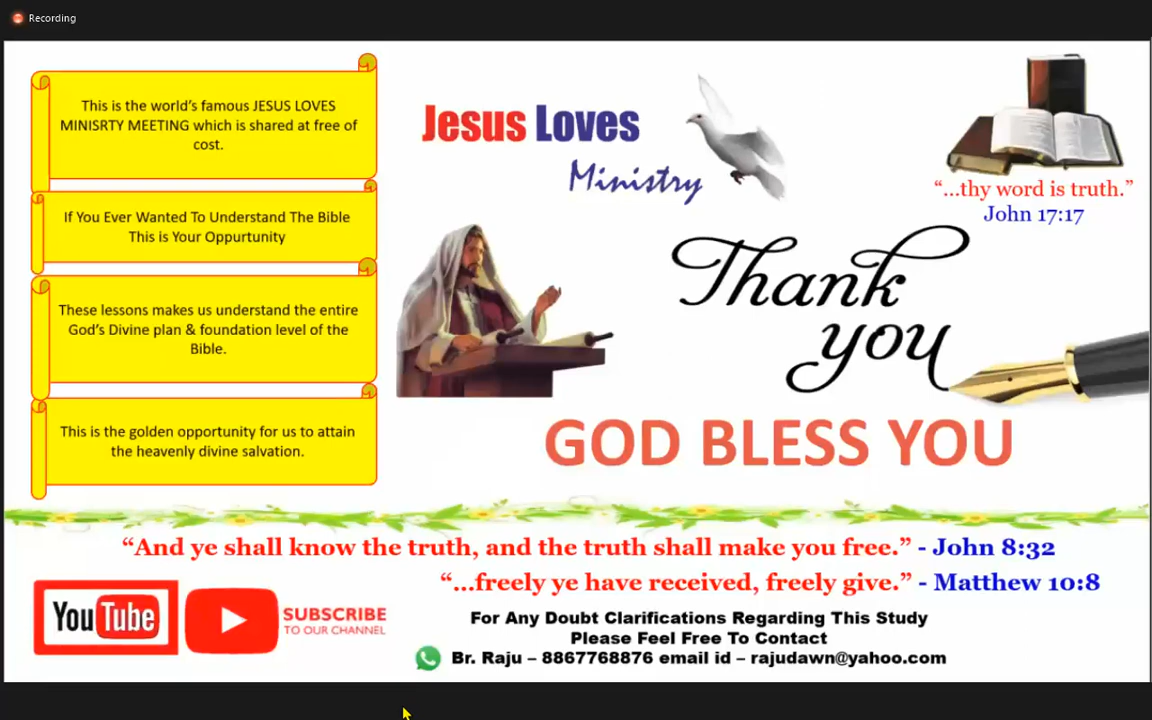 Recording
This is the world's famous JESUS LOVES
MINISRTY MEETING which is shared at free of
cost.
If You Ever Wanted To Understand The Bible
This is Your Oppurtunity
These lessons makes us understand the entire
God's Divine plan & foundation level of the
Bible.
This is the golden opportunity for us to attain
the heavenly divine salvation.
Jesus Loves
Ministry
"...thy word is truth."
John 17:17
Thank
you
GOD BLESS YOU
"And ye shall know the truth, and the truth shall make you free." - John 8:32
"...freely ye have received, freely give." - Matthew 10:8
YouTube
SUBSCRIBE
TO OUR CHANNEL
For Any Doubt Clarifications Regarding This Study
Please Feel Free To Contact
Br. Raju – 8867768876 email id – rajudawn@yahoo.com